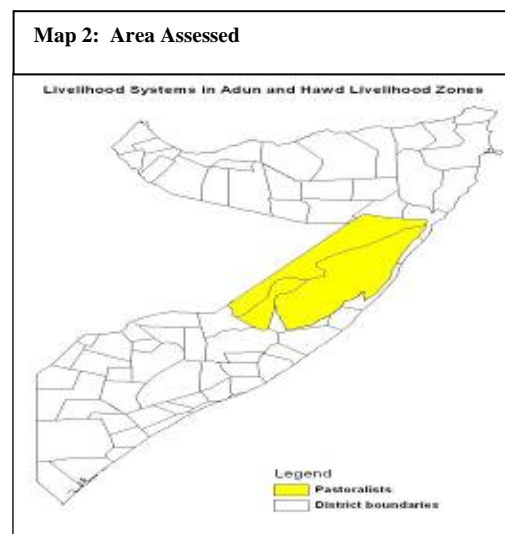 Map 2: Area Assessed
Livelihood Systems in Adun and Hawd Livelihood Zones
Legend
Pastoralists
District boundaries